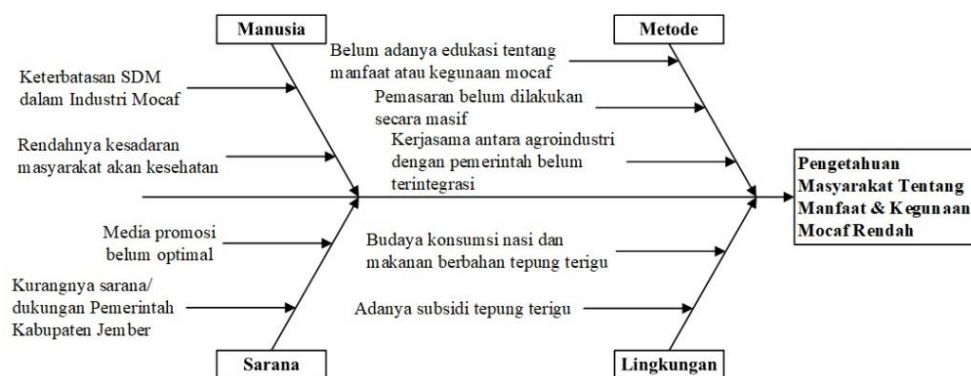 Manusia
Metode
Keterbatasan SDM
dalam Industri Mocaf
Rendahnya kesadaran
masyarakat akan kesehatan
Belum adanya edukasi tentang
manfaat atau kegunaan mocaf
Pemasaran belum dilakukan
secara masif
Kerjasama antara agroindustri
dengan pemerintah belum
terintegrasi
Pengetahuan
Masyarakat Tentang
Manfaat & Kegunaan
Mocaf Rendah
Media promosi
belum optimal
Kurangnya sarana/
dukungan Pemerintah
Kabupaten Jember
Budaya konsumsi nasi dan
makanan berbahan tepung terigu
Adanya subsidi tepung terigu
Sarana
Lingkungan